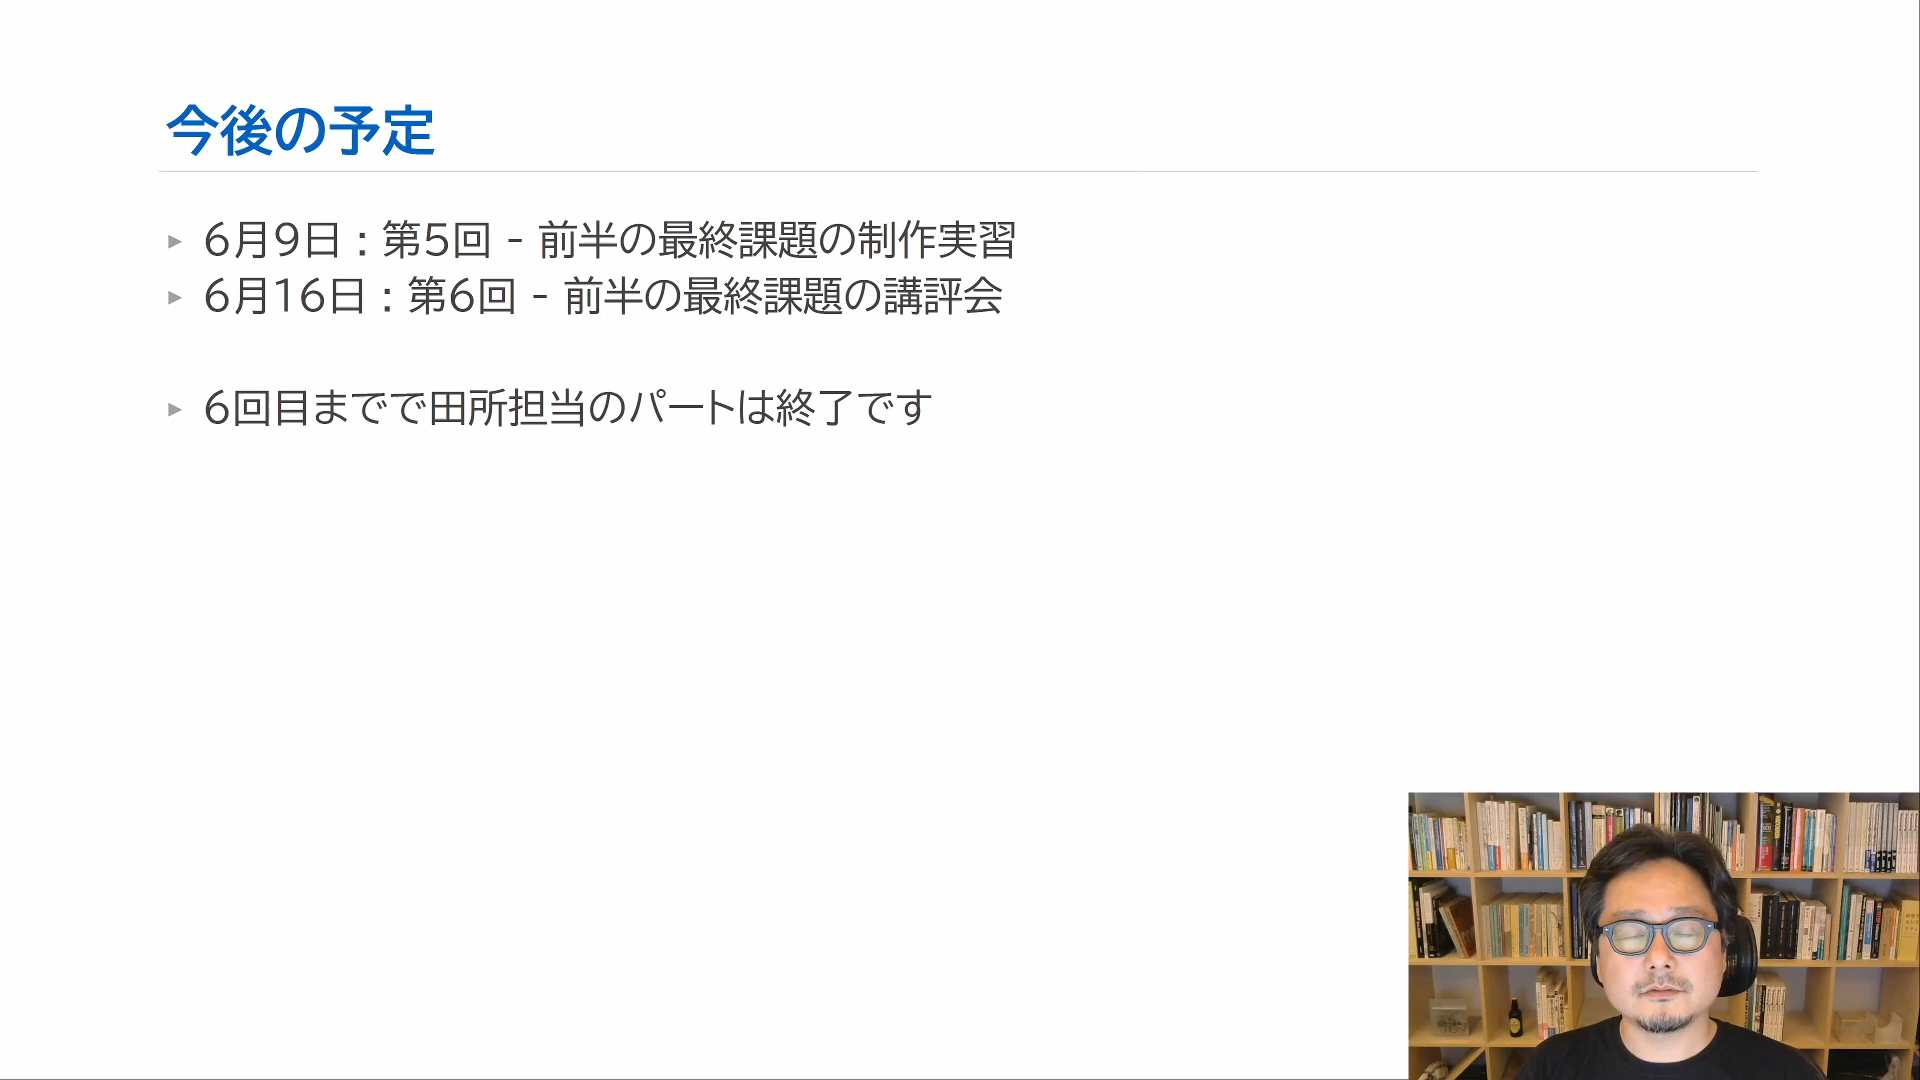 今後の予定
6月9日：第5回 - 前半の最終課題の制作実習
6月16日：第6回 - 前半の最終課題の講評会
6回目までで田所担当のパートは終了です